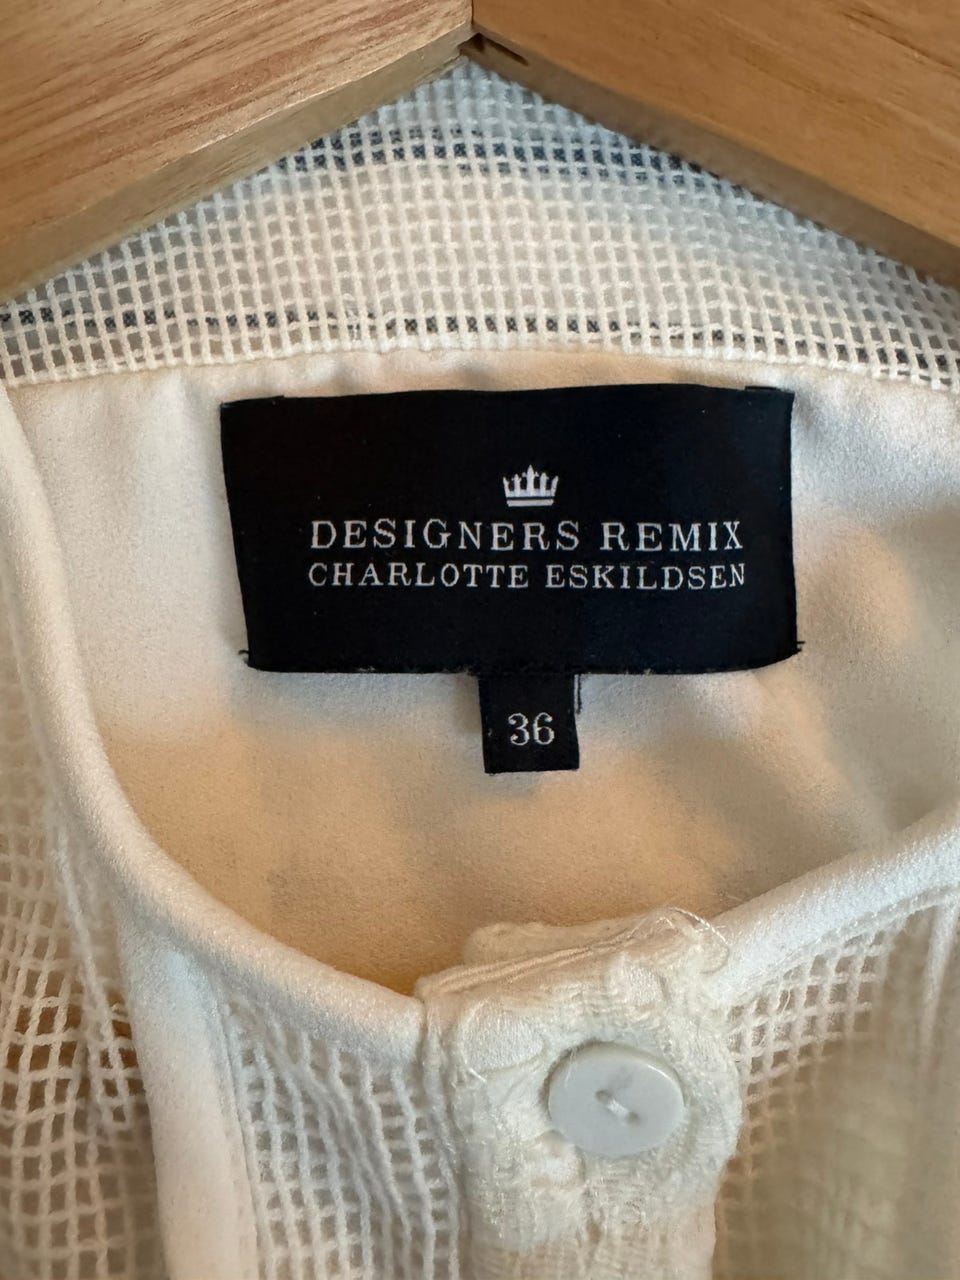 DESIGNERS REMIX
CHARLOTTE ESKILDSEN
36